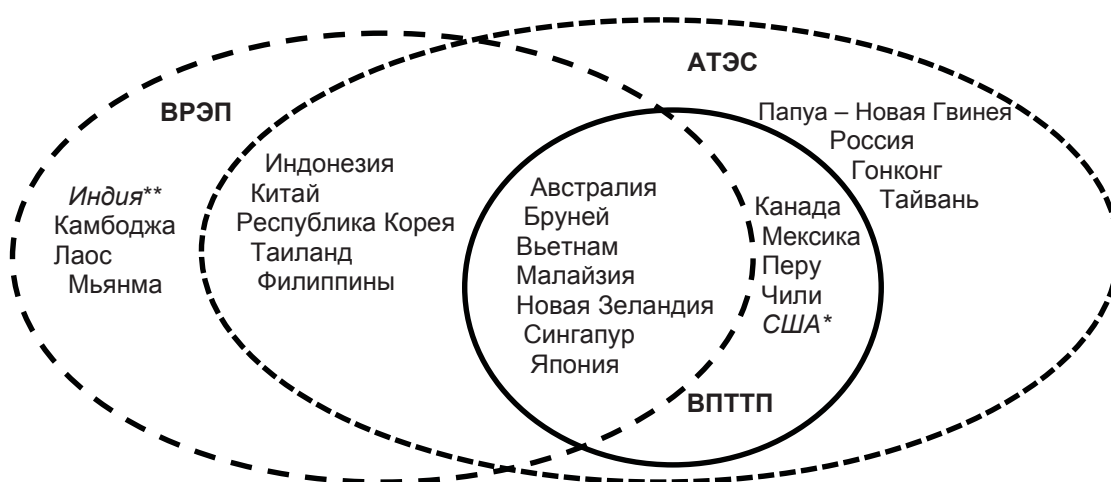 АТЭС
ВРЭП
Папуа – Новая Гвинея
Россия
Гонконг
Тайвань
Индия**
Камбоджа
Лаос
Мьянма
Индонезия
Китай
Республика Корея
Таиланд
Филиппины
Австралия
Бруней
Вьетнам
Малайзия
Новая Зеландия
Сингапур
Япония
Канада
Мексика
Перу
Чили
США*
ВПТТП